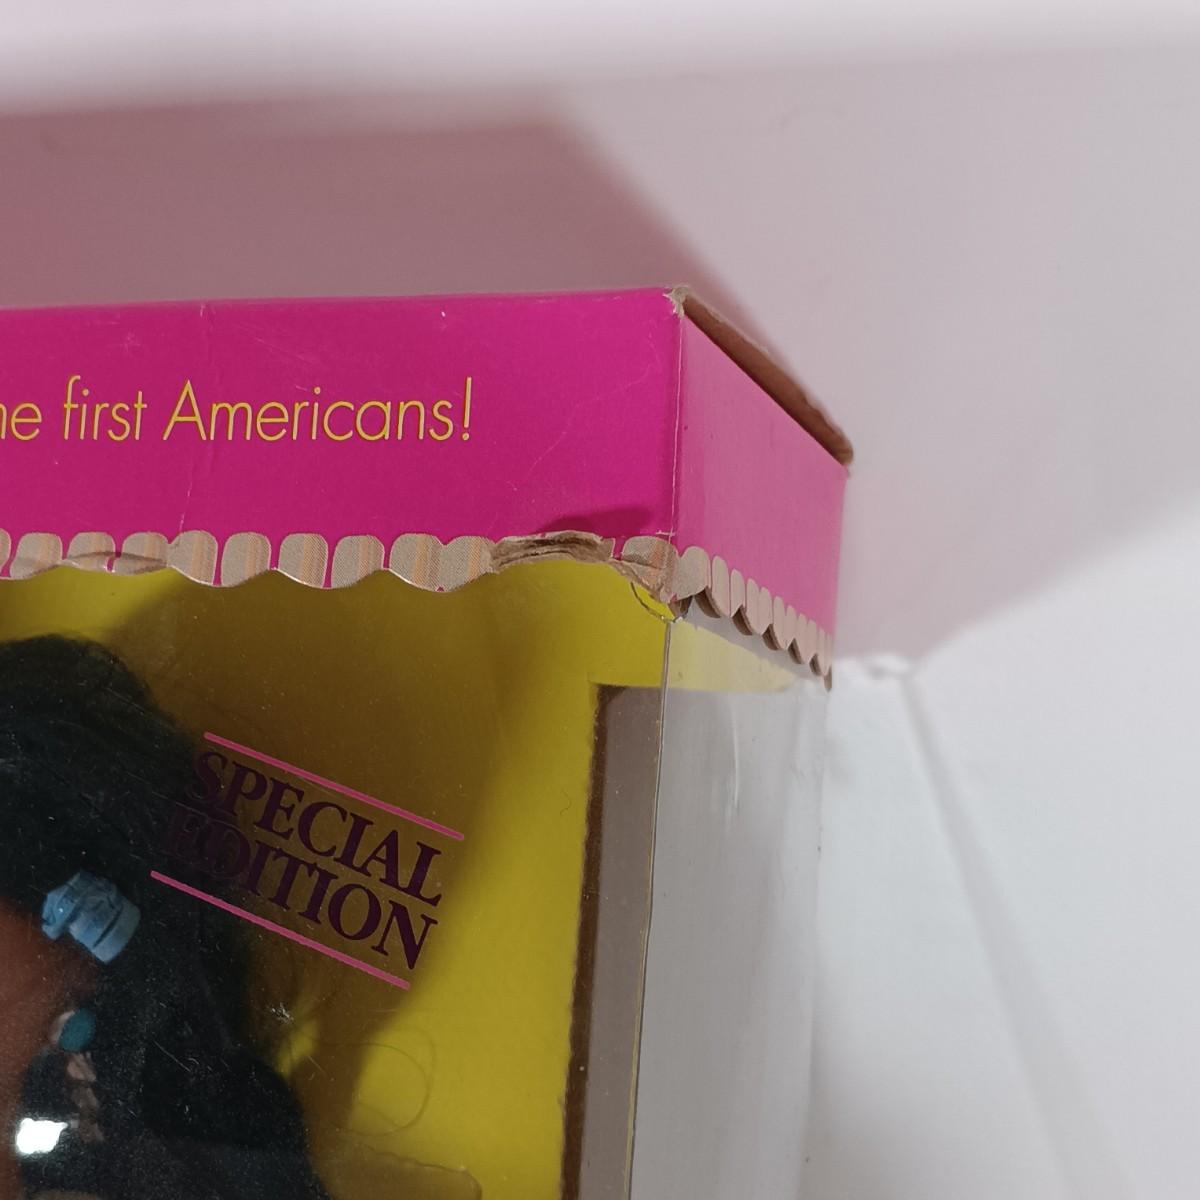 he first Americans!
SPECIAL
EDITION